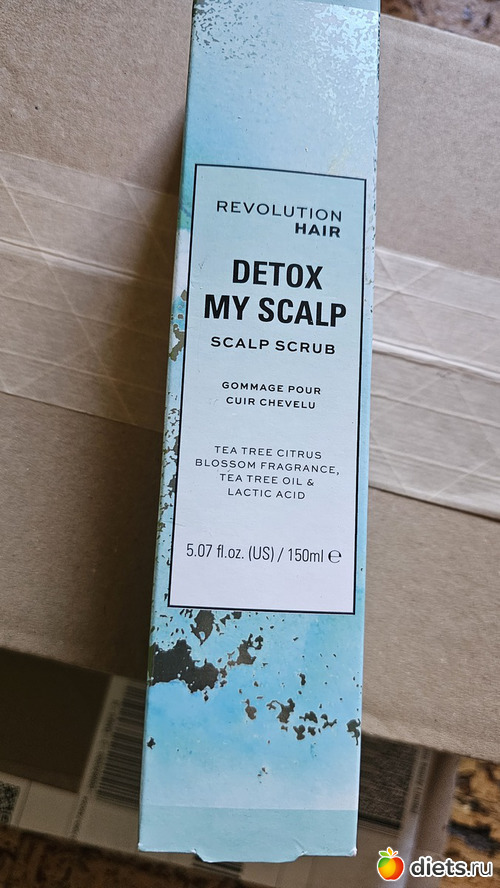 REVOLUTION
HAIR
DETOX
MY SCALP
SCALP SCRUB
GOMMAGE POUR
CUIR CHEVELU
TEA TREE CITRUS
BLOSSOM FRAGRANCE,
TEA TREE OIL &
LACTIC ACID
5.07 fl.oz. (US) / 150ml ℮
diets.ru